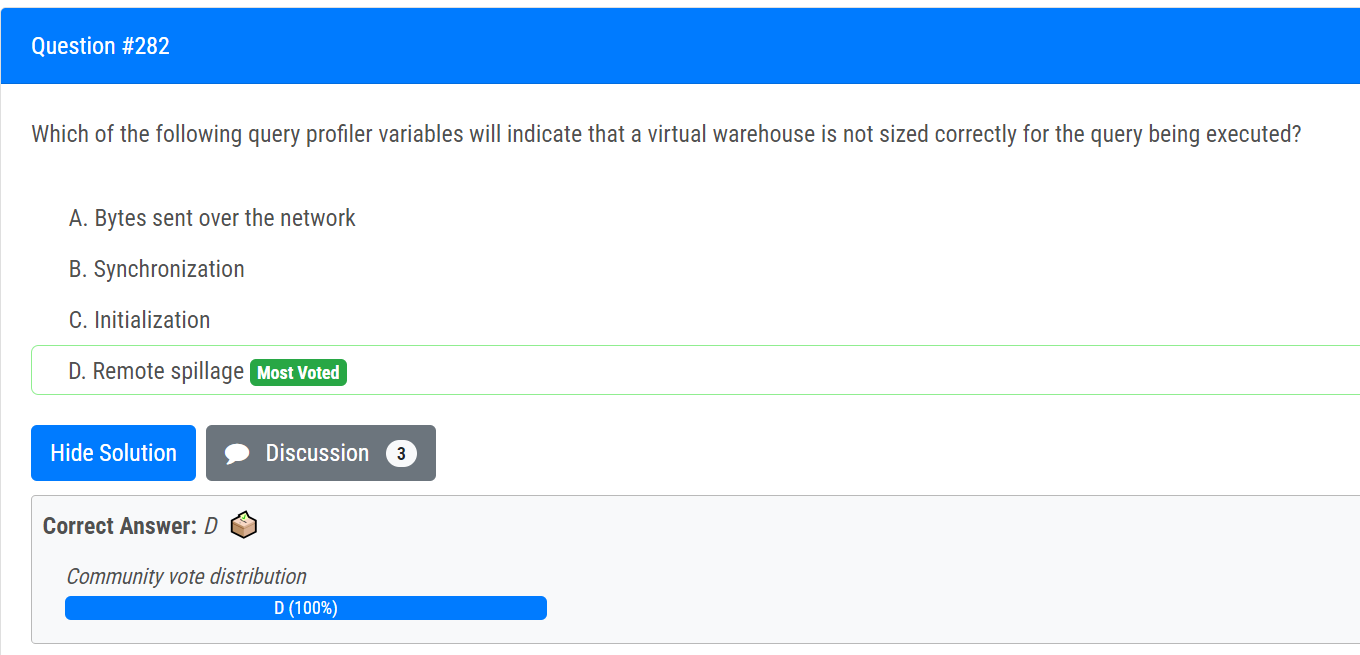 Question #282
Which of the following query profiler variables will indicate that a virtual warehouse is not sized correctly for the query being executed?
A. Bytes sent over the network
B. Synchronization
C. Initialization
D. Remote spillage Most Voted
Hide Solution Discussion 3
Correct Answer: D
Community vote distribution
D (100%)